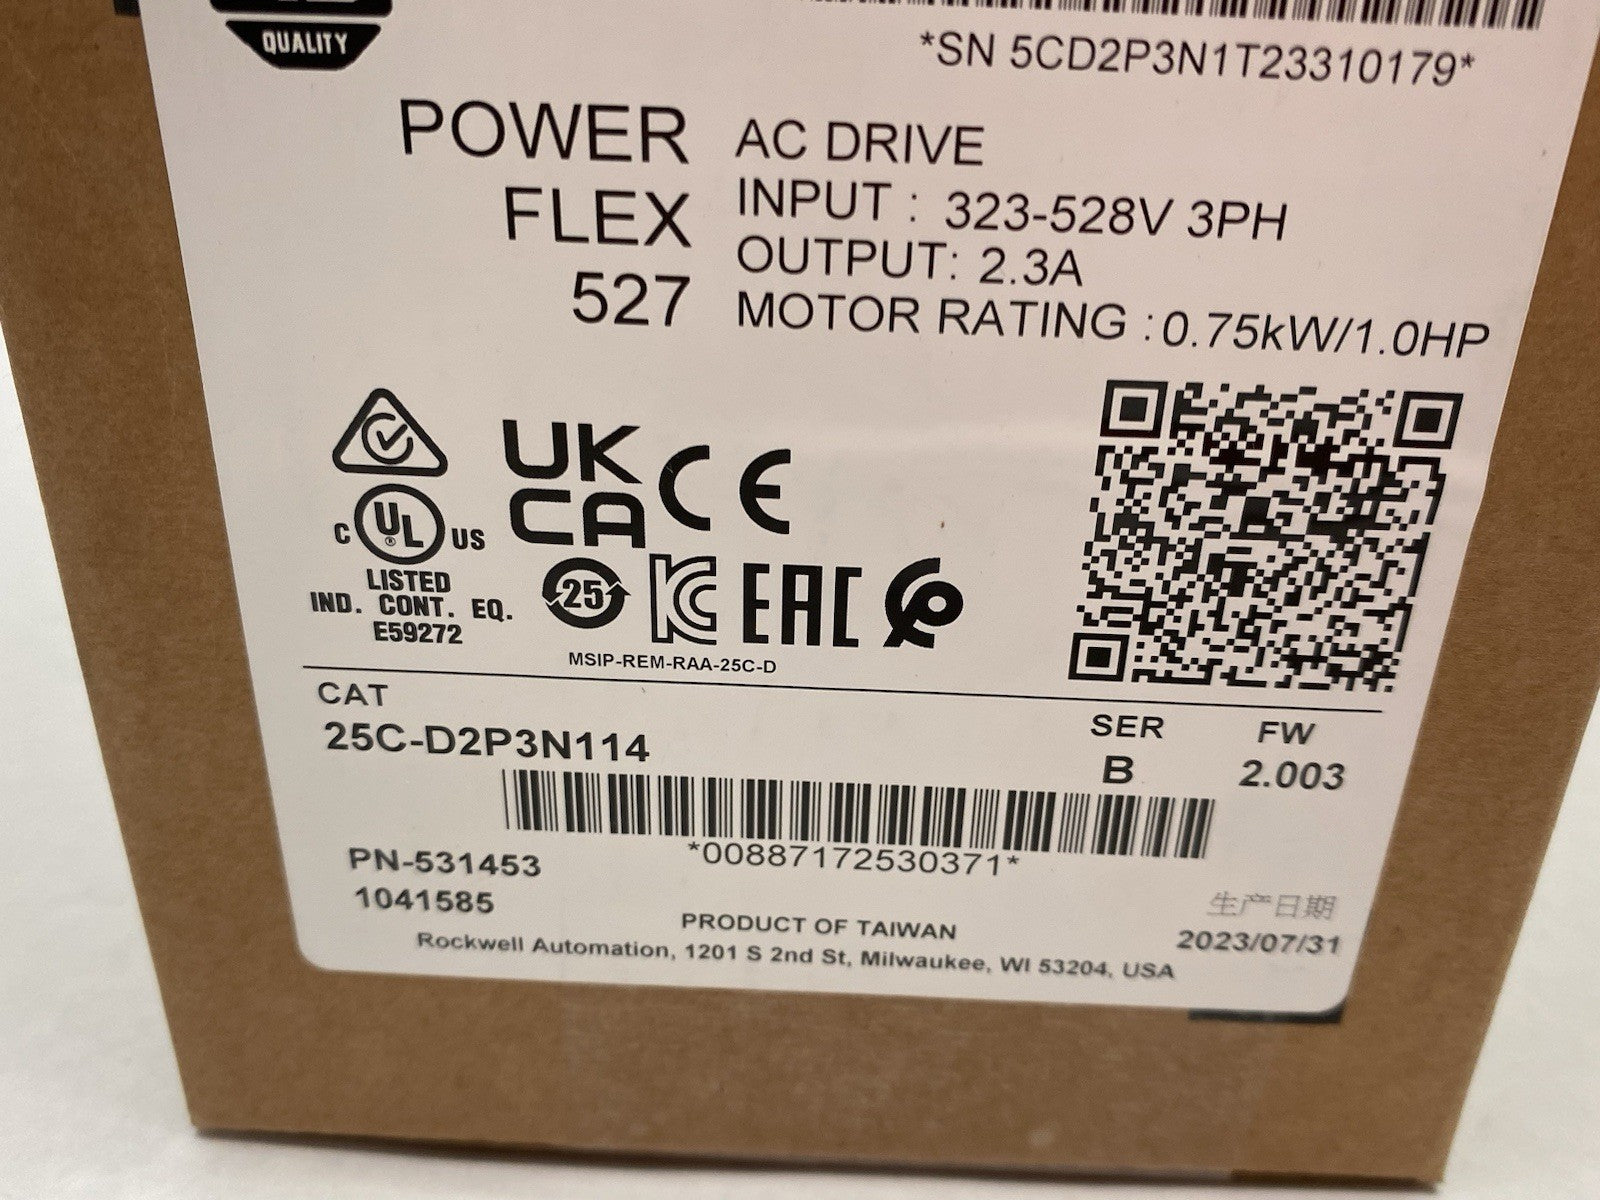 QUALITY
*SN 5CD2P3N1T23310179*
POWER
FLEX
527
AC DRIVE
INPUT : 323-528V 3PH
OUTPUT: 2.3A
MOTOR RATING :0.75kW/1.0HP
UK
CA
CE
C UL ® US
LISTED
IND. CONT. EQ.
E59272
25
KC
EAC
MSIP-REM-RAA-25C-D
CAT
25C-D2P3N114
SER
B
FW
2.003
*00887172530371*
PN-531453
1041585
生产日期
2023/07/31
PRODUCT OF TAIWAN
Rockwell Automation, 1201 S 2nd St, Milwaukee, WI 53204, USA